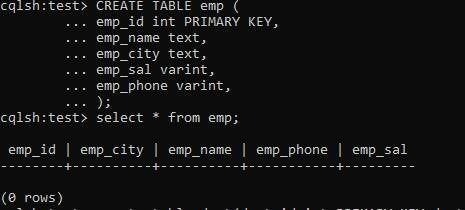 cqlsh:test> CREATE TABLE emp (
... emp_id int PRIMARY KEY,
... emp_name text,
... emp_city text,
... emp_sal varint,
... emp_phone varint,
... );
cqlsh:test> select * from emp;
emp_id | emp_city | emp_name | emp_phone | emp_sal
--------+----------+----------+-----------+---------
(0 rows)